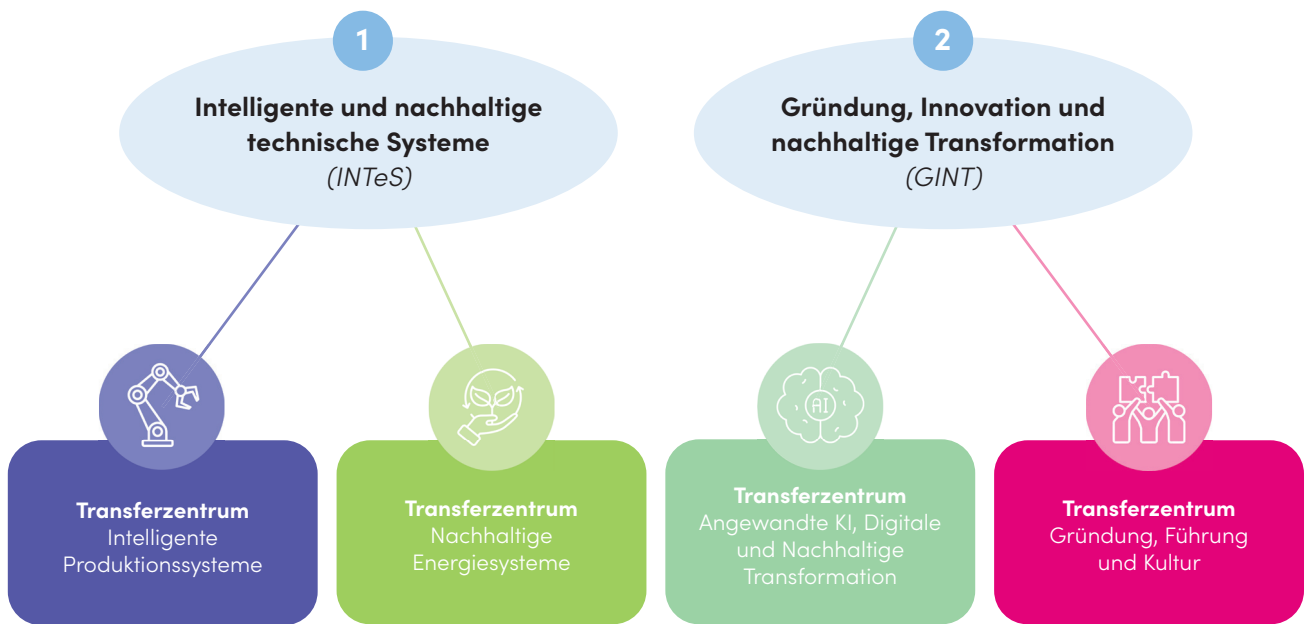 1
Intelligente und nachhaltige
technische Systeme
(INTeS)
2
Gründung, Innovation und
nachhaltige Transformation
(GINT)
Transferzentrum
Intelligente
Produktionssysteme
Transferzentrum
Nachhaltige
Energiesysteme
AI
Transferzentrum
Angewandte KI, Digitale
und Nachhaltige
Transformation
Transferzentrum
Gründung, Führung
und Kultur